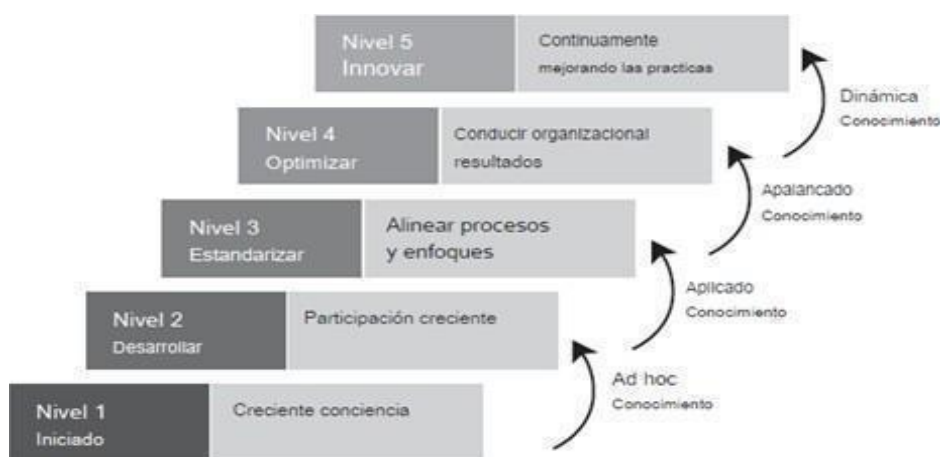 Nivel 5
Innovar
Continuamente
mejorando las practicas
Dinámica
Conocimiento
Nivel 4
Optimizar
Conducir organizacional
resultados
Apalancado
Conocimiento
Nivel 3
Estandarizar
Alinear procesos
y enfoques
Aplicado
Conocimiento
Nivel 2
Desarrollar
Participación creciente
Ad hoc
Conocimiento
Nivel 1
Iniciado
Creciente conciencia